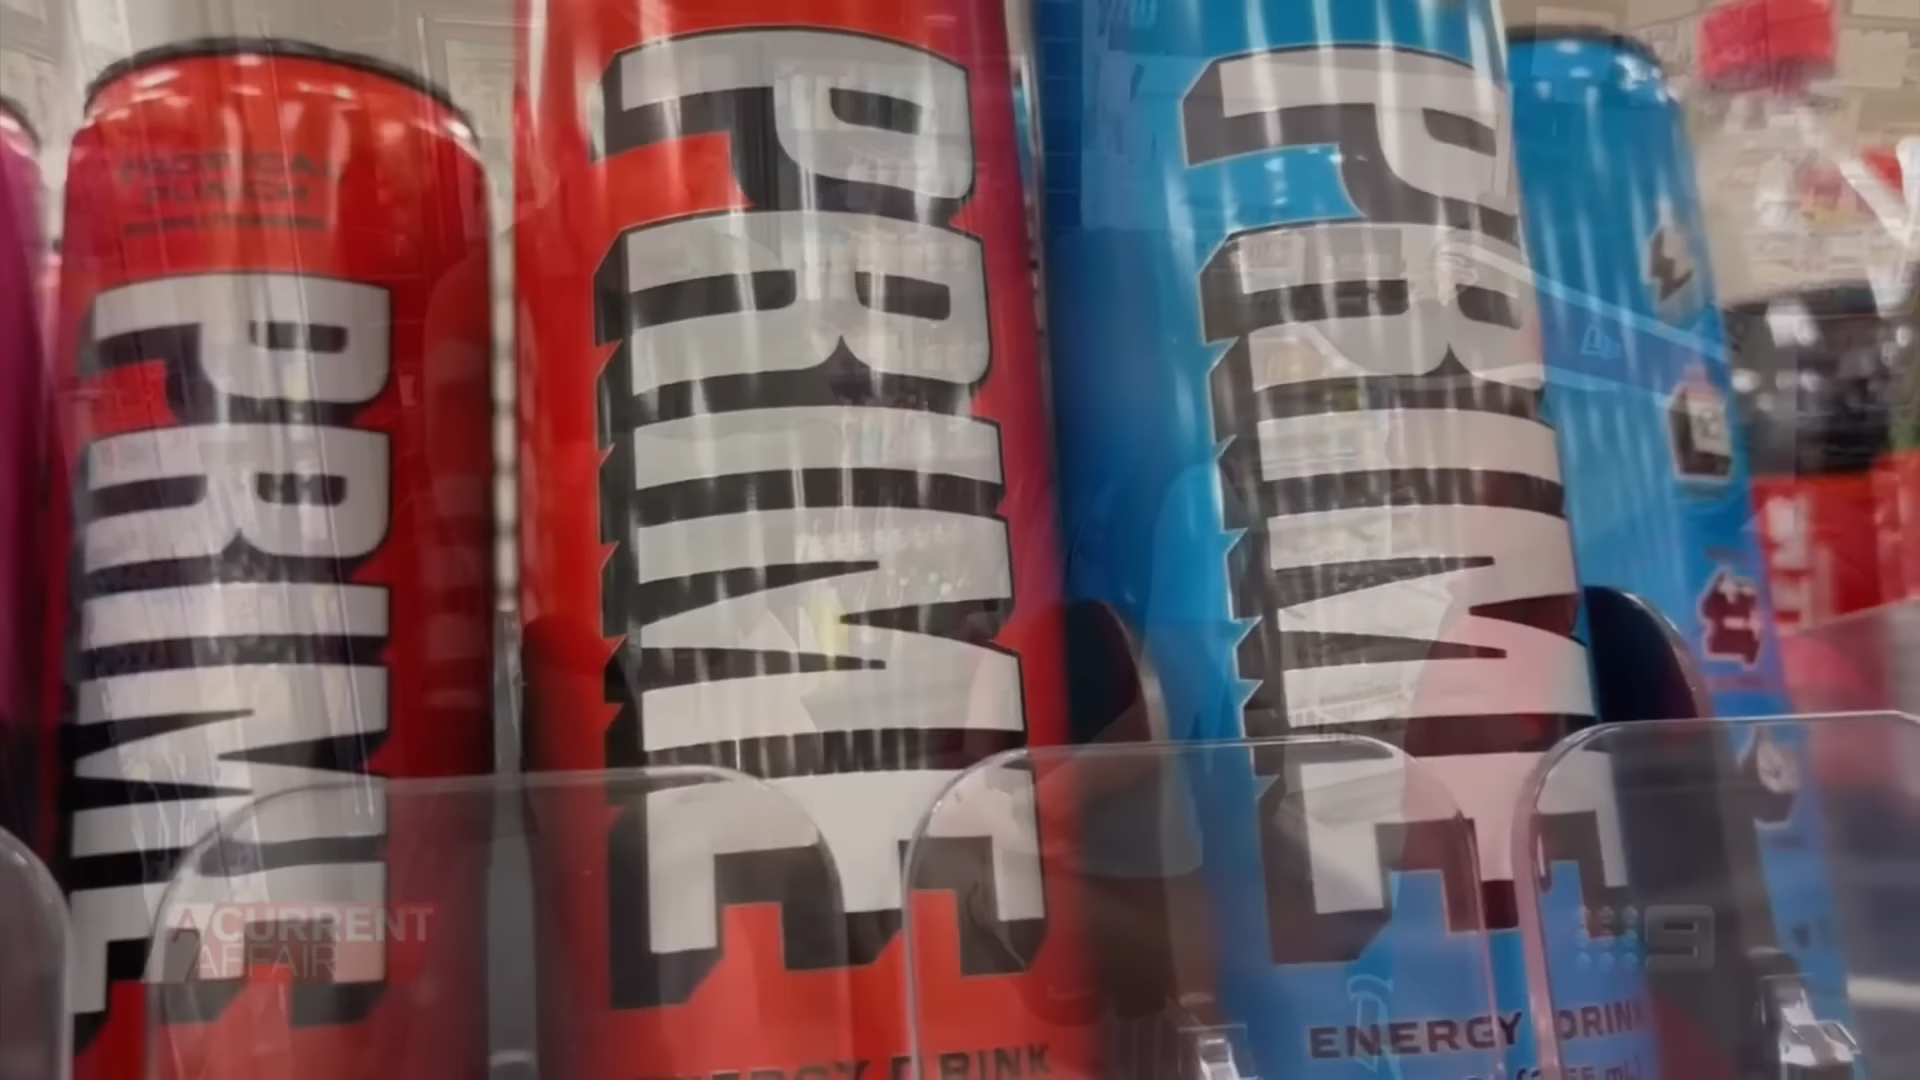 TROPICAL
PUNCH
PRIME
PRIME
ENERGY DRINK
PRIME
ENERGY DRINK
A CURRENT
AFFAIR
9